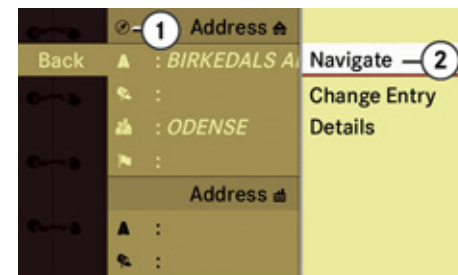 1 Address
Back
A : BIRKEDALS A
:
: ODENSE
:
Address
A :
:
Navigate 2
Change Entry
Details